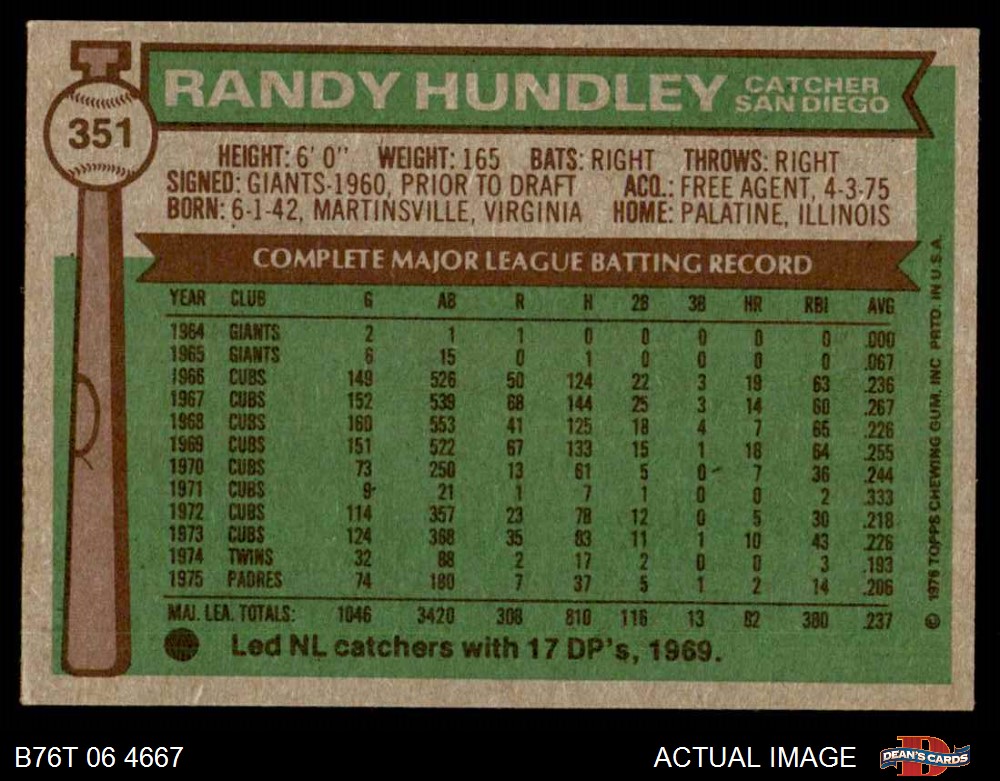 351
RANDY HUNDLEY
CATCHER
SAN DIEGO
HEIGHT: 6' 0" WEIGHT: 165 BATS: RIGHT THROWS: RIGHT
SIGNED: GIANTS-1960, PRIOR TO DRAFT ACQ.: FREE AGENT, 4-3-75
BORN: 6-1-42, MARTINSVILLE, VIRGINIA HOME: PALATINE, ILLINOIS
COMPLETE MAJOR LEAGUE BATTING RECORD
YEAR CLUB G AB R H 2B 3B HR RBI AVG
1964 GIANTS 2 1 1 0 0 0 0 0 .000
1965 GIANTS 6 15 0 1 0 0 0 0 .067
1966 CUBS 149 526 50 124 22 3 19 63 .236
1967 CUBS 152 539 68 144 25 3 14 60 .267
1968 CUBS 160 553 41 125 18 4 7 65 .226
1969 CUBS 151 522 67 133 15 1 18 64 .255
1970 CUBS 73 250 13 61 5 0 7 36 .244
1971 CUBS 9 21 1 7 1 0 0 2 .333
1972 CUBS 114 357 23 78 12 0 5 30 .218
1973 CUBS 124 368 35 83 11 1 10 43 .226
1974 TWINS 32 88 2 17 2 0 0 3 .193
1975 PADRES 74 180 7 37 5 1 2 14 .206
MAJ. LEA. TOTALS: 1046 3420 308 810 116 13 82 380 .237
Led NL catchers with 17 DP's, 1969.
© 1976 TOPPS CHEWING GUM, INC PRTD. IN U.S.A.
B76T 06 4667
ACTUAL IMAGE
D
DEAN'S CARDS